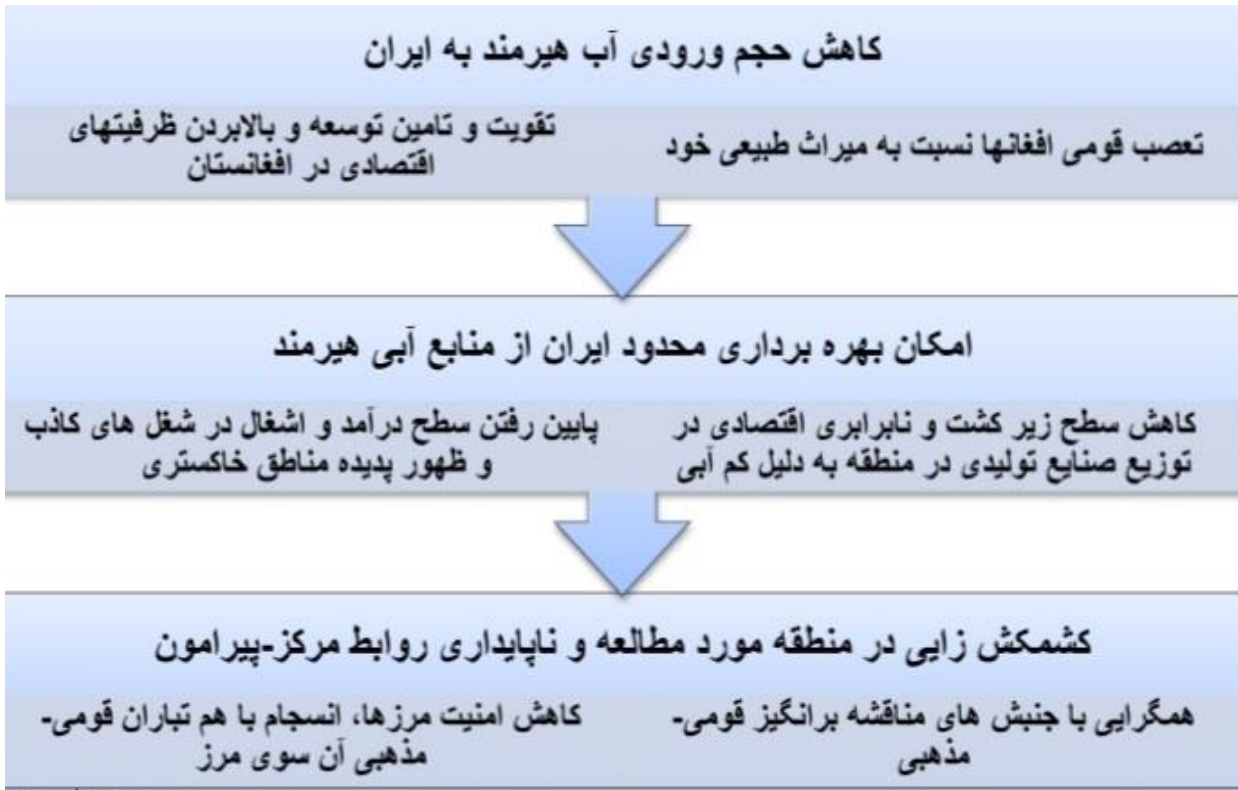 کاهش حجم ورودی آب هیرمند به ایران
تعصب قومی افغانها نسبت به میراث طبیعی خود
تقویت و تامین توسعه و بالابردن ظرفیتهای
اقتصادی در افغانستان
امکان بهره برداری محدود ایران از منابع آبی هیرمند
کاهش سطح زیر کشت و نابرابری اقتصادی در
توزیع صنایع تولیدی در منطقه به دلیل کم آبی
پایین رفتن سطح درآمد و اشغال در شغل های کاذب
و ظهور پدیده مناطق خاکستری
کشمکش زایی در منطقه مورد مطالعه و ناپایداری روابط مرکز-پیرامون
همگرایی با جنبش های مناقشه برانگیز قومی-
مذهبی
کاهش امنیت مرزها، انسجام با هم تباران قومی-
مذهبی آن سوی مرز